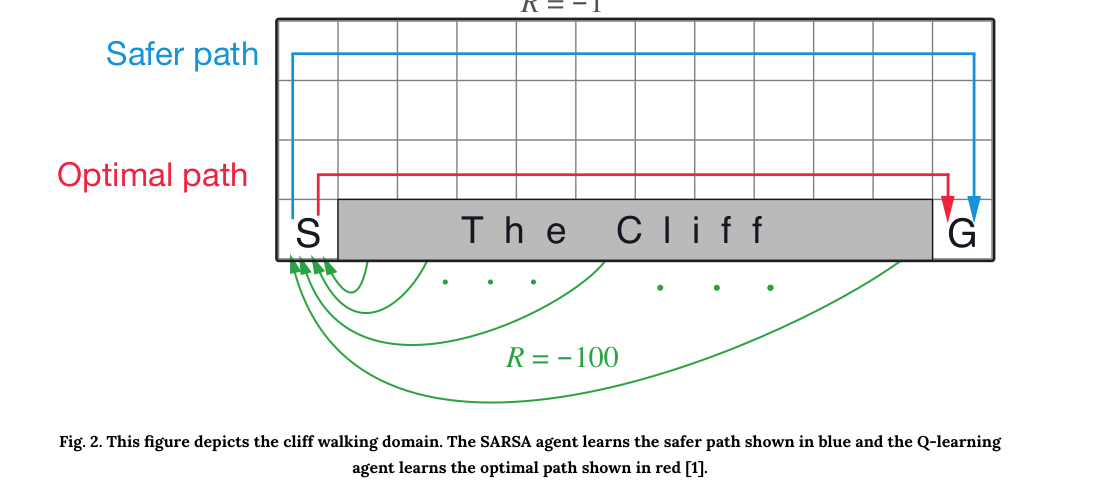 R = −1
Safer path
Optimal path
S
The Cliff
G
R = −100
Fig. 2. This figure depicts the cliff walking domain. The SARSA agent learns the safer path shown in blue and the Q-learning
agent learns the optimal path shown in red [1].